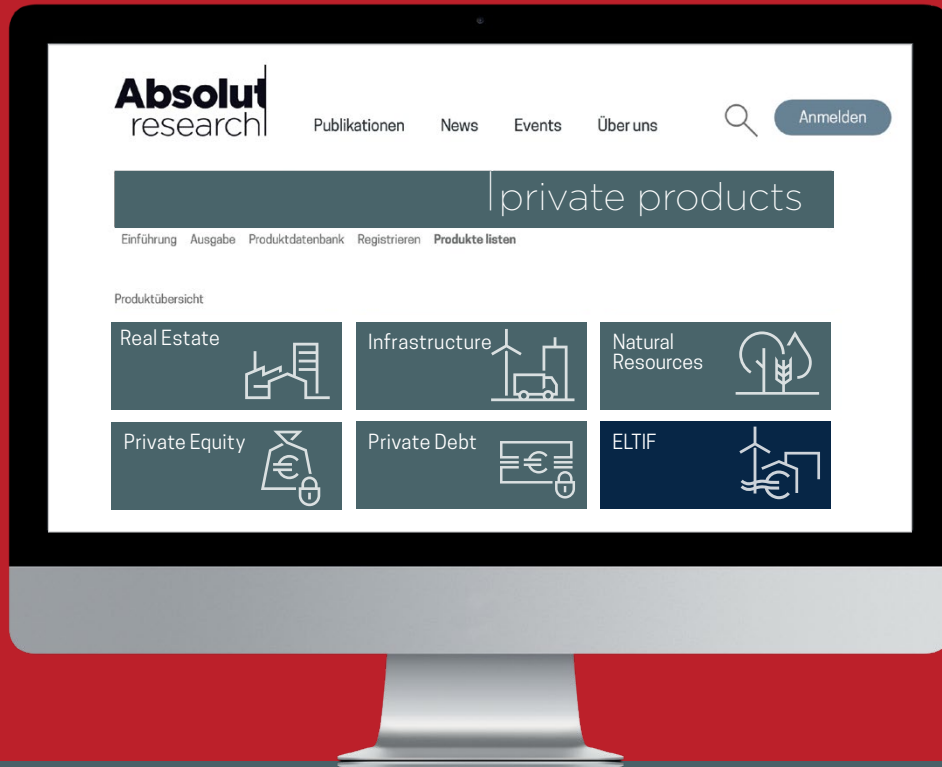 Absolut
research
Publikationen News Events Über uns Anmelden
private products
Einführung Ausgabe Produktdatenbank Registrieren Produkte listen
Produktübersicht
Real Estate
Infrastructure
Natural
Resources
Private Equity
Private Debt
ELTIF